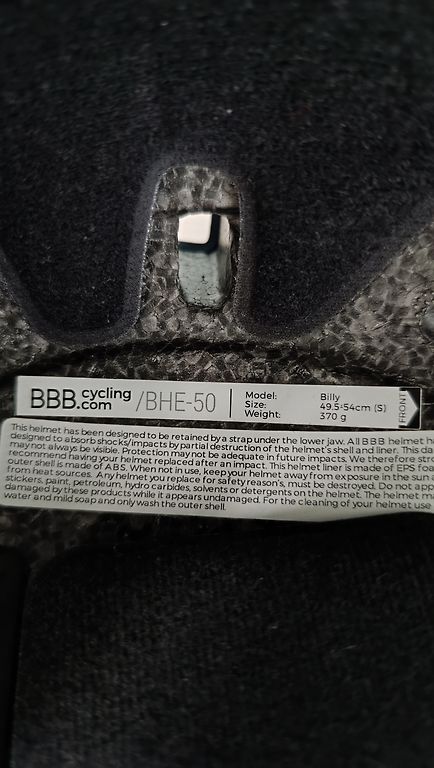 BBB.cycling.com /BHE-50
Model: Billy
Size: 49.5-54cm (S)
Weight: 370 g
FRONT
This helmet has been designed to be retained by a strap under the lower jaw. All BBB helmet
designed to absorb shocks/impacts by partial destruction of the helmet's shell and liner. This
may not always be visible. Protection may not be adequate in future impacts. We therefore
recommend having your helmet replaced after an impact. This helmet liner is made of EPS
outer shell is made of ABS. When not in use, keep your helmet away from exposure in the sun
from heat sources. Any helmet you replace for safety reason's, must be destroyed. Do not
stickers, paint, petroleum, hydro carbides, solvents or detergents on the helmet. The helmet
damaged by these products while it appears undamaged. For the cleaning of your helmet use
water and mild soap and only wash the outer shell.